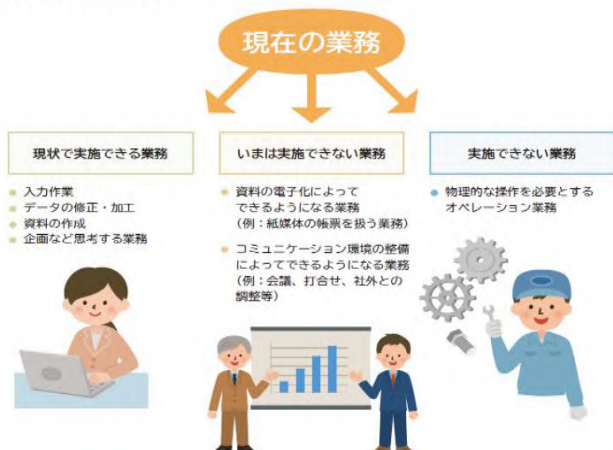 現在の業務
現状で実施できる業務
入力作業
データの修正・加工
資料の作成
企画など思考する業務
いまは実施できない業務
資料の電子化によって
できるようになる業務
(例:紙媒体の帳票を扱う業務)
コミュニケーション環境の整備
によってできるようになる業務
(例:会議、打合せ、社外との
調整等)
実施できない業務
物理的な操作を必要とする
オペレーション業務